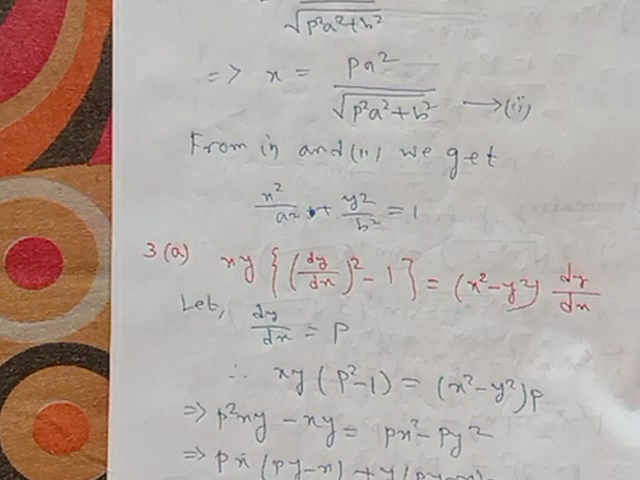 √p²a²+b²
=> x = pa² / √p²a²+b² → (ii)
From (i) and (ii) we get
x²/a² + y²/b² = 1
3(a) xy {(dy/dx)² - 1} = (x²-y²) dy/dx
Let, dy/dx = p
∴ xy (p²-1) = (x²-y²)p
=> p²xy - xy = px² - py²
=> px (py-x) + y(py-x)